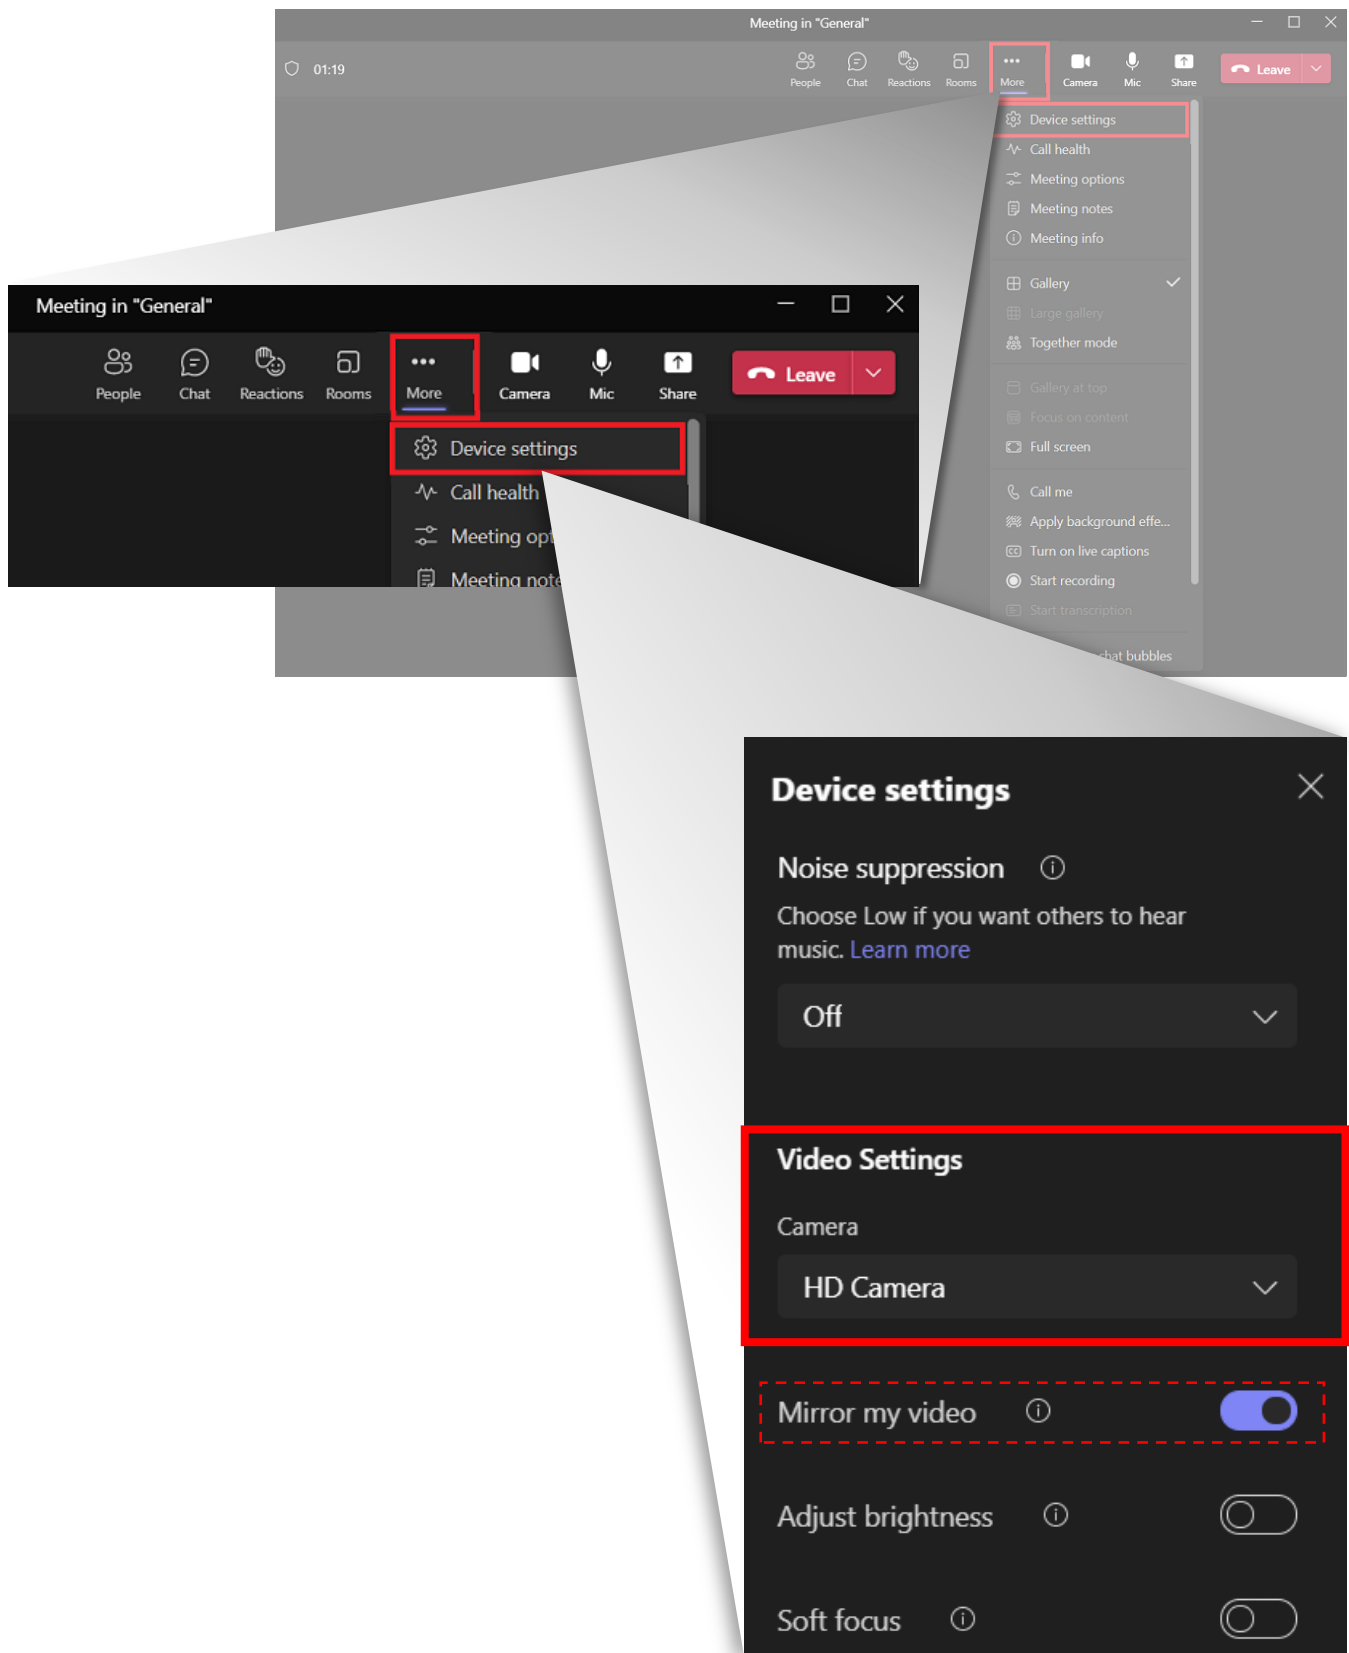 Meeting in "General"
01:19
People Chat Reactions Rooms More Camera Mic Share Leave
Device settings
Call health
Meeting options
Meeting notes
Meeting info
Gallery
Large gallery
Together mode
Gallery at top
Focus on content
Full screen
Call me
Apply background effe...
CC Turn on live captions
Start recording
Start transcription
chat bubbles
Meeting in "General"
People Chat Reactions Rooms More Camera Mic Share Leave
Device settings
Call health
Meeting opt
Meeting note
Device settings
Noise suppression
Choose Low if you want others to hear
music. Learn more
Off
Video Settings
Camera
HD Camera
Mirror my video
Adjust brightness
Soft focus